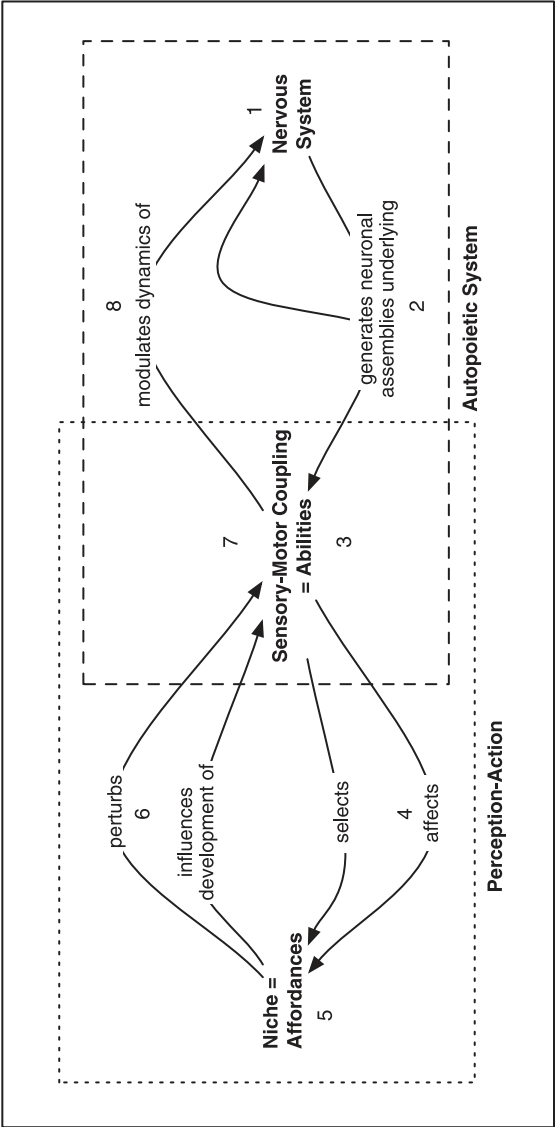 8
modulates dynamics of
1
Nervous
System
generates neuronal
assemblies underlying
2
Autopoietic System
7
Sensory-Motor Coupling
= Abilities
3
perturbs
6
influences
development of
selects
4
affects
Perception-Action
Niche =
Affordances
5